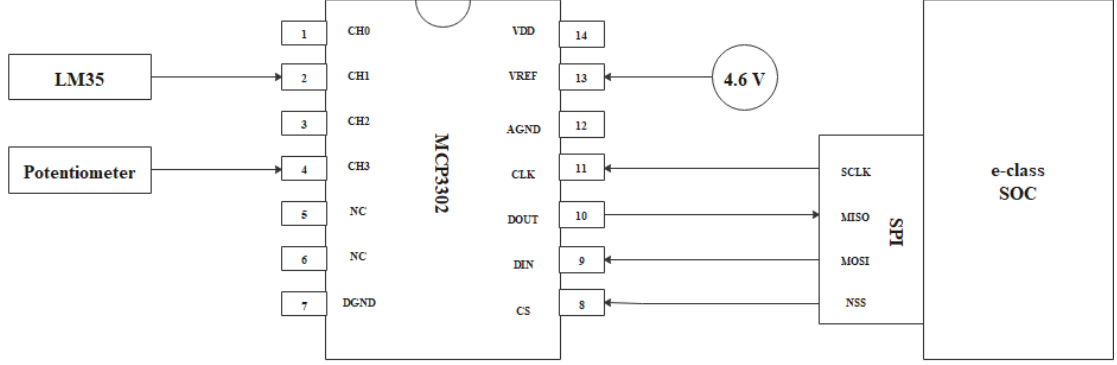 LM35
Potentiometer
1 CH0
2 CH1
3 CH2
4 CH3
5 NC
6 NC
7 DGND
MCP3302
VDD 14
VREF 13
AGND 12
CLK 11
DOUT 10
DIN 9
CS 8
4.6 V
SCLK
MISO
MOSI
NSS
SPI
e-class
SOC